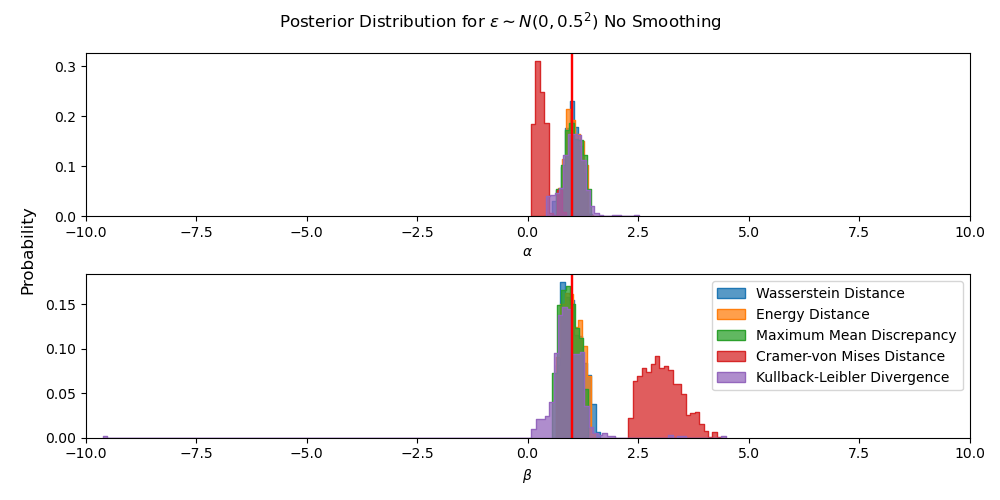 Posterior Distribution for ε ~ N(0, 0.5²) No Smoothing
0.3
0.2
0.1
0.0
−10.0 −7.5 −5.0 −2.5 0.0 2.5 5.0 7.5 10.0
α
Probability
0.15
0.10
0.05
0.00
Wasserstein Distance
Energy Distance
Maximum Mean Discrepancy
Cramer-von Mises Distance
Kullback-Leibler Divergence
−10.0 −7.5 −5.0 −2.5 0.0 2.5 5.0 7.5 10.0
β